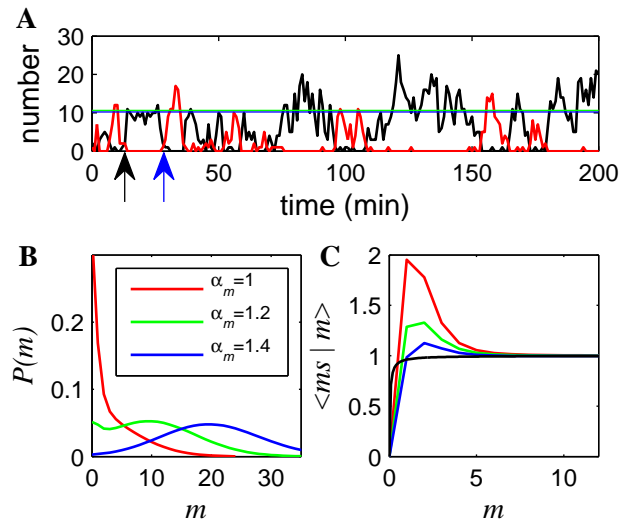 A
number
30
20
10
0
0 50 100 150 200
time (min)
B
P(m)
0.2
0.1
0
0 10 20 30
m
α_m=1
α_m=1.2
α_m=1.4
C
<ms | m>
2
1.5
1
0.5
0
0 5 10
m